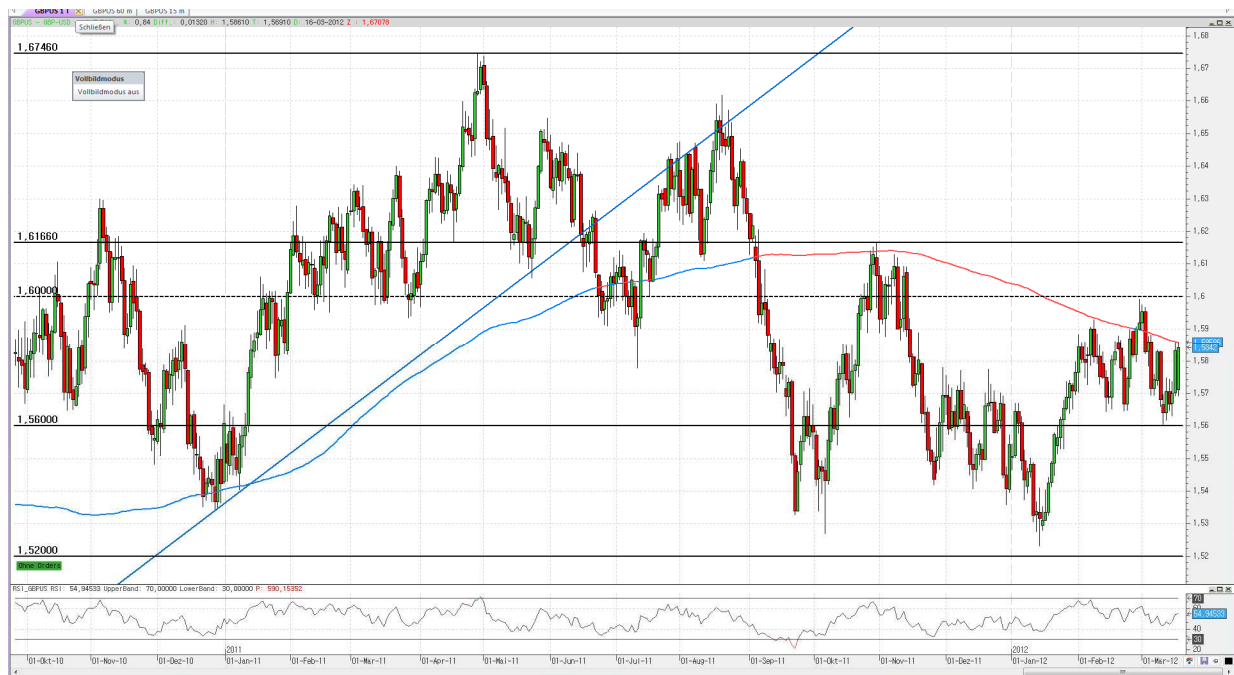 GBPUS 1 T
GBPUS 60 m
GBPUS 15 m
GBPUS - GBP-USD
0,84 Diff.: 0,01320 H: 1,58610 T: 1,56910 D: 16-03-2012 Z : 1,67078
Schließen
1,67460
Vollbildmodus
Vollbildmodus aus
1,61660
1,60000
1,56000
1,52000
Ohne Orders
1,68
1,67
1,66
1,65
1,64
1,63
1,62
1,61
1,6
1,59
1,5842
1,58
1,57
1,56
1,55
1,54
1,53
1,52
RSI_GBPUS RSI: 54,94533 UpperBand: 70,00000 LowerBand: 30,00000 P: 590,15352
70
60
54,94533
40
30
20
2011
2012
01-Okt-10
01-Nov-10
01-Dez-10
01-Jan-11
01-Feb-11
01-Mar-11
01-Apr-11
01-Mai-11
01-Jun-11
01-Jul-11
01-Aug-11
01-Sep-11
01-Okt-11
01-Nov-11
01-Dez-11
01-Jan-12
01-Feb-12
01-Mar-12